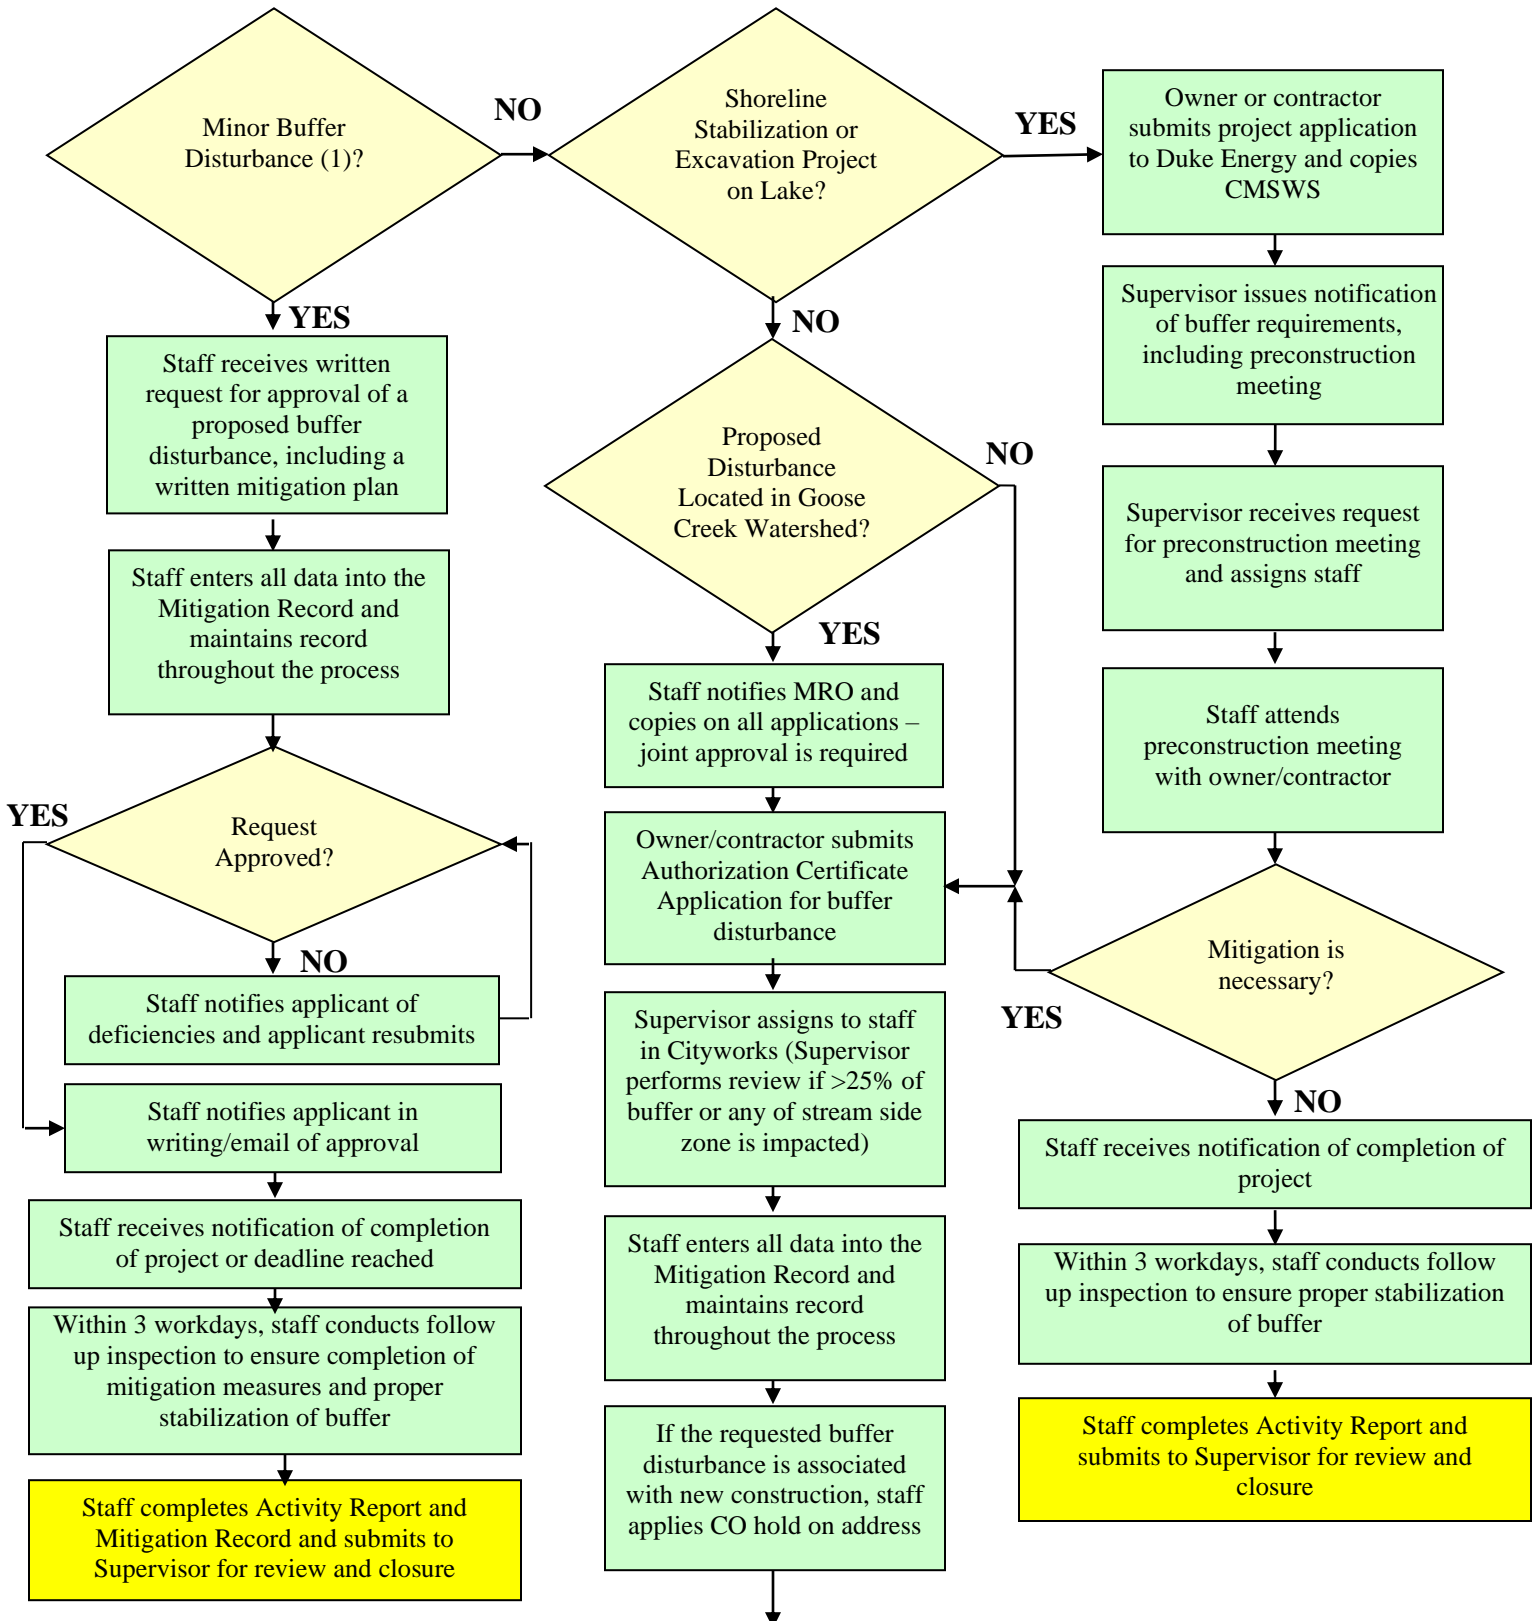 Minor Buffer
Disturbance (1)?
NO
YES
Staff receives written
request for approval of a
proposed buffer
disturbance, including a
written mitigation plan
Staff enters all data into the
Mitigation Record and
maintains record
throughout the process
YES
Request
Approved?
NO
Staff notifies applicant of
deficiencies and applicant resubmits
Staff notifies applicant in
writing/email of approval
Staff receives notification of completion
of project or deadline reached
Within 3 workdays, staff conducts follow
up inspection to ensure completion of
mitigation measures and proper
stabilization of buffer
Staff completes Activity Report and
Mitigation Record and submits to
Supervisor for review and closure
Shoreline
Stabilization or
Excavation Project
on Lake?
YES
NO
Proposed
Disturbance
Located in Goose
Creek Watershed?
NO
YES
Staff notifies MRO and
copies on all applications –
joint approval is required
Owner/contractor submits
Authorization Certificate
Application for buffer
disturbance
Supervisor assigns to staff
in Cityworks (Supervisor
performs review if >25% of
buffer or any of stream side
zone is impacted)
Staff enters all data into the
Mitigation Record and
maintains record
throughout the process
If the requested buffer
disturbance is associated
with new construction, staff
applies CO hold on address
Owner or contractor
submits project application
to Duke Energy and copies
CMSWS
Supervisor issues notification
of buffer requirements,
including preconstruction
meeting
Supervisor receives request
for preconstruction meeting
and assigns staff
Staff attends
preconstruction meeting
with owner/contractor
Mitigation is
necessary?
YES
NO
Staff receives notification of completion of
project
Within 3 workdays, staff conducts follow
up inspection to ensure proper stabilization
of buffer
Staff completes Activity Report and
submits to Supervisor for review and
closure